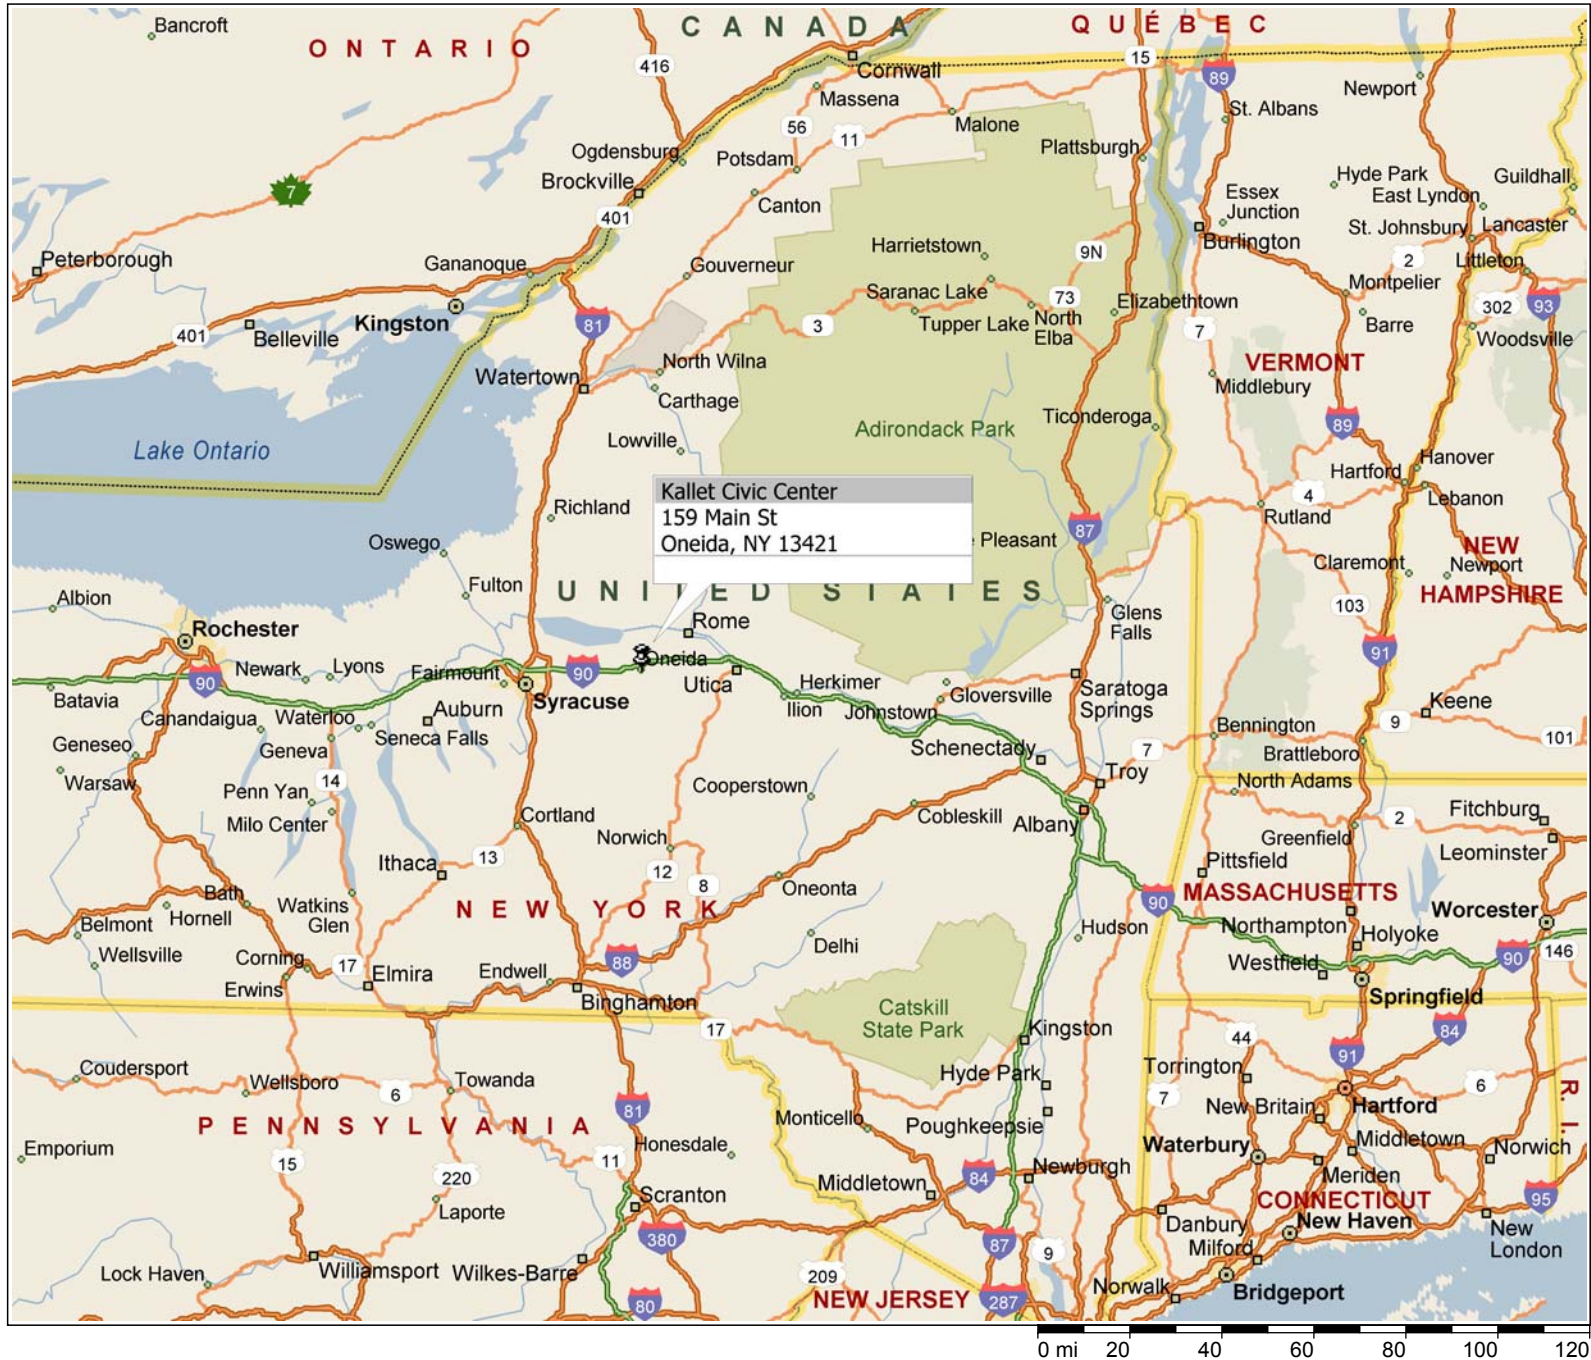 Bancroft
CANADA
QUÉBEC
ONTARIO
416
15
Cornwall
89
Newport
Massena
St. Albans
56
11
Malone
Ogdensburg
Potsdam
Plattsburgh
7
Brockville
Hyde Park
Guildhall
East Lyndon
Essex
Junction
Canton
401
St. Johnsbury
Lancaster
Burlington
Peterborough
Harrietstown
9N
2
Littleton
Gananoque
Gouverneur
Montpelier
Saranac Lake
73
Elizabethtown
302
93
Kingston
81
3
Tupper Lake
North
Elba
Barre
401
Belleville
7
Woodsville
North Wilna
VERMONT
Watertown
Middlebury
Carthage
Ticonderoga
89
Adirondack Park
Lowville
Lake Ontario
Hanover
Hartford
Kallet Civic Center
159 Main St
Oneida, NY 13421
4
Lebanon
Richland
Rutland
87
Pleasant
Oswego
NEW
HAMPSHIRE
Claremont
Newport
Fulton
UNITED STATES
Albion
103
Glens
Falls
Rochester
Rome
91
Oneida
Newark
Lyons
Fairmount
90
90
Utica
Herkimer
Saratoga
Springs
Batavia
Syracuse
Ilion
Johnstown
Gloversville
Keene
Canandaigua
Waterloo
Auburn
9
Bennington
Seneca Falls
101
Geneseo
Geneva
Schenectady
7
Brattleboro
Warsaw
14
Troy
Penn Yan
Cooperstown
North Adams
Milo Center
Cortland
Cobleskill
Albany
2
Fitchburg
Norwich
Greenfield
Leominster
Ithaca
13
Pittsfield
12
8
Oneonta
Bath
MASSACHUSETTS
90
Watkins
Glen
NEW YORK
Hornell
Belmont
Worcester
Hudson
Northampton
Holyoke
Delhi
Wellsville
Corning
17
Elmira
Endwell
88
Westfield
90
146
Erwins
Binghamton
Springfield
Catskill
State Park
17
Kingston
44
84
91
Coudersport
Torrington
Wellsboro
Towanda
Hyde Park
6
6
7
R. I.
81
New Britain
Hartford
PENNSYLVANIA
Monticello
Poughkeepsie
Emporium
Honesdale
Waterbury
Middletown
Norwich
15
11
Newburgh
Meriden
220
84
Middletown
Scranton
CONNECTICUT
95
Laporte
Danbury
New Haven
New
London
380
87
9
Milford
Lock Haven
Williamsport
Wilkes-Barre
209
Norwalk
80
NEW JERSEY
287
Bridgeport
0 mi 20 40 60 80 100 120